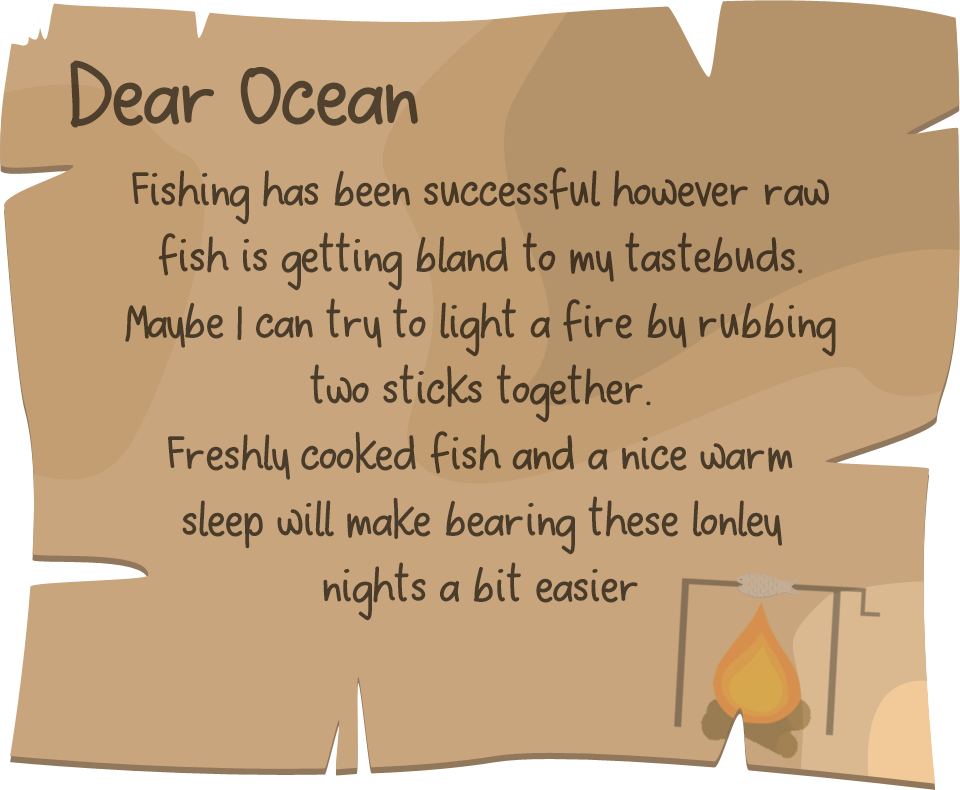 Dear Ocean
Fishing has been successful however raw
fish is getting bland to my tastebuds.
Maybe I can try to light a fire by rubbing
two sticks together.
Freshly cooked fish and a nice warm
sleep will make bearing these lonley
nights a bit easier